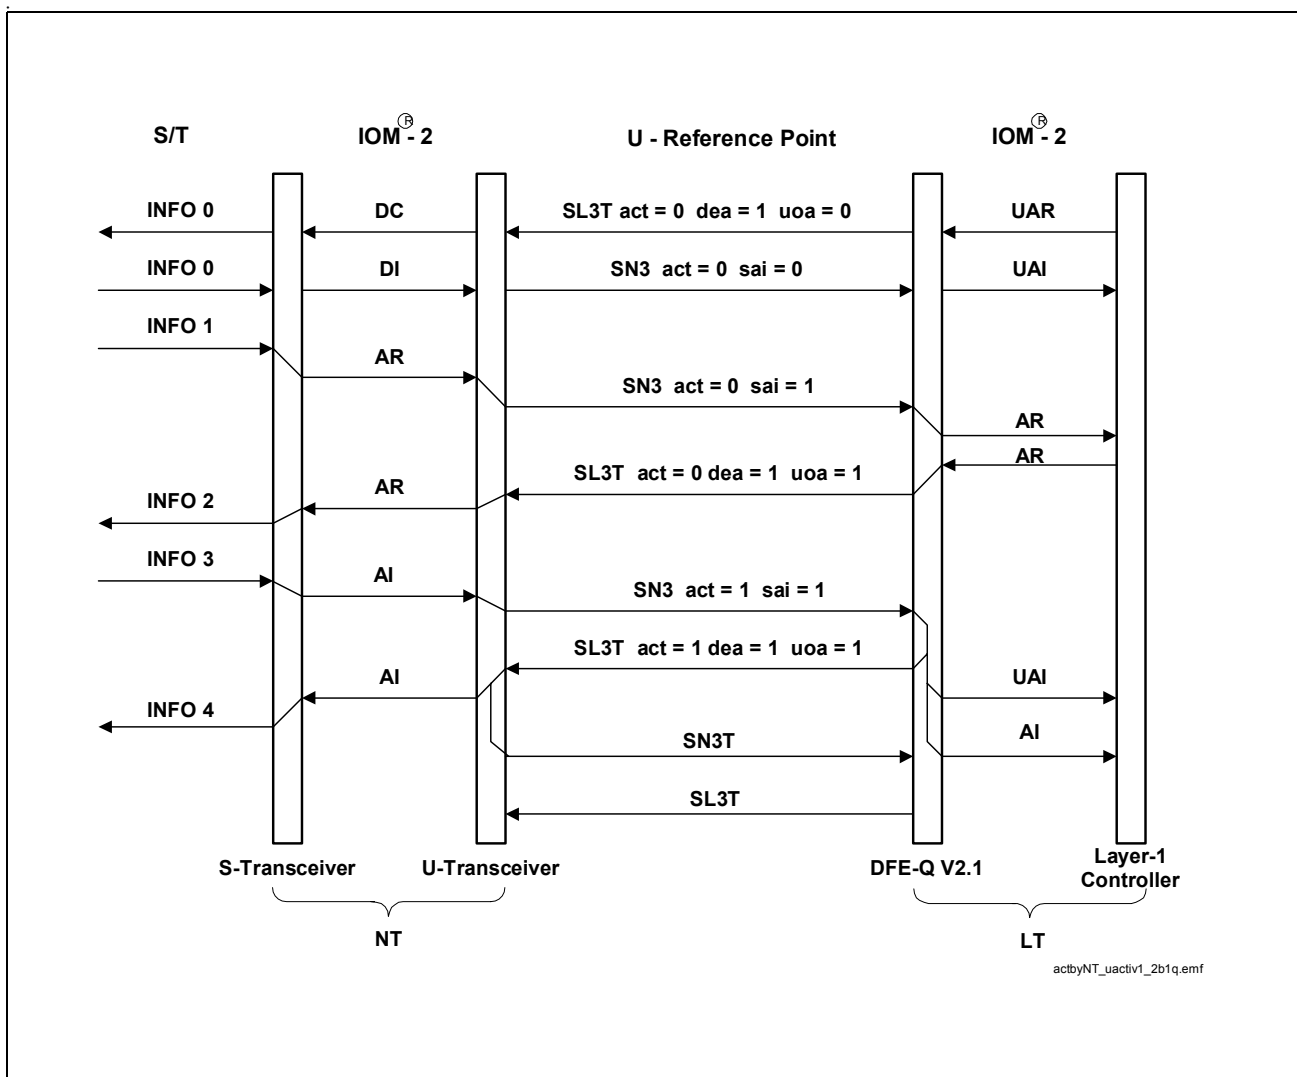 S/T IOM®-2 U - Reference Point IOM®-2
INFO 0 DC SL3T act = 0 dea = 1 uoa = 0 UAR
INFO 0 DI SN3 act = 0 sai = 0 UAI
INFO 1
AR
SN3 act = 0 sai = 1
AR
AR
SL3T act = 0 dea = 1 uoa = 1
AR
INFO 2
INFO 3
AI
SN3 act = 1 sai = 1
SL3T act = 1 dea = 1 uoa = 1
AI UAI
INFO 4
SN3T AI
SL3T
S-Transceiver U-Transceiver DFE-Q V2.1 Layer-1
Controller
NT LT
actbyNT_uactiv1_2b1q.emf